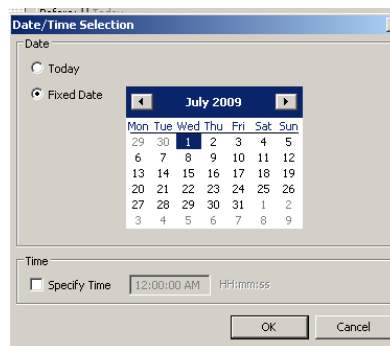 Date/Time Selection
Date
Today
Fixed Date
July 2009
Mon Tue Wed Thu Fri Sat Sun
29 30 1 2 3 4 5
6 7 8 9 10 11 12
13 14 15 16 17 18 19
20 21 22 23 24 25 26
27 28 29 30 31 1 2
3 4 5 6 7 8 9
Time
Specify Time 12:00:00 AM HH:mm:ss
OK Cancel